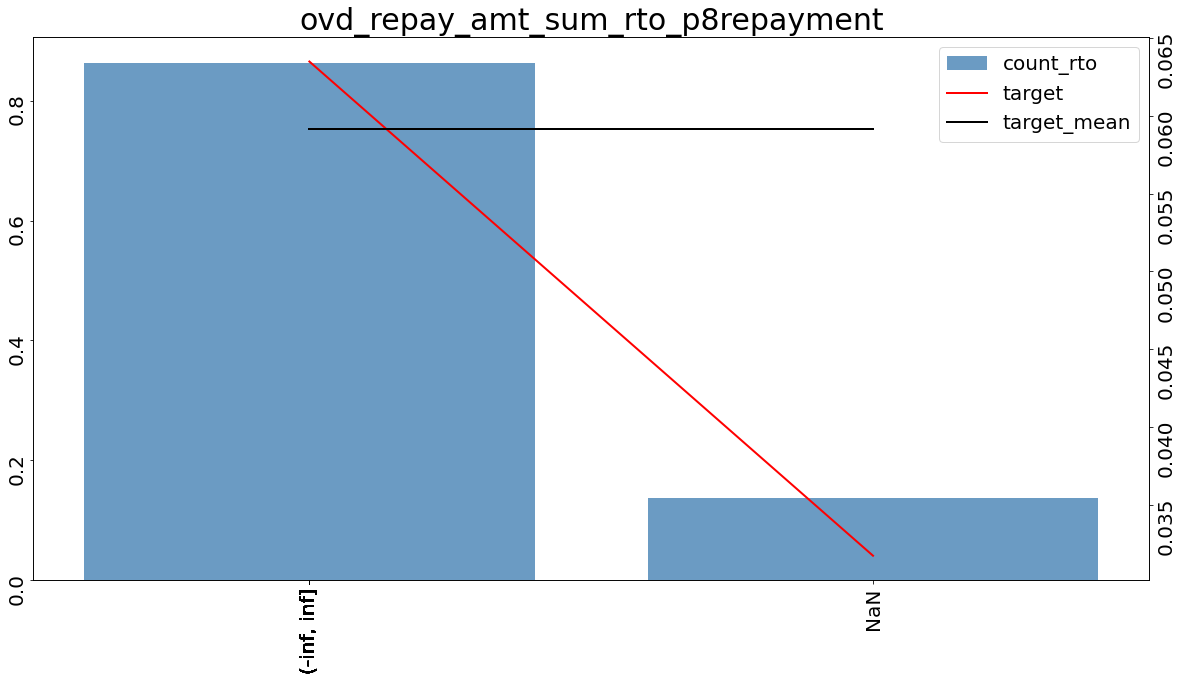 ovd_repay_amt_sum_rto_p8repayment
count_rto
target
target_mean
0.8
0.6
0.4
0.2
0.0
0.065
0.060
0.055
0.050
0.045
0.040
0.035
(-inf, inf]
NaN